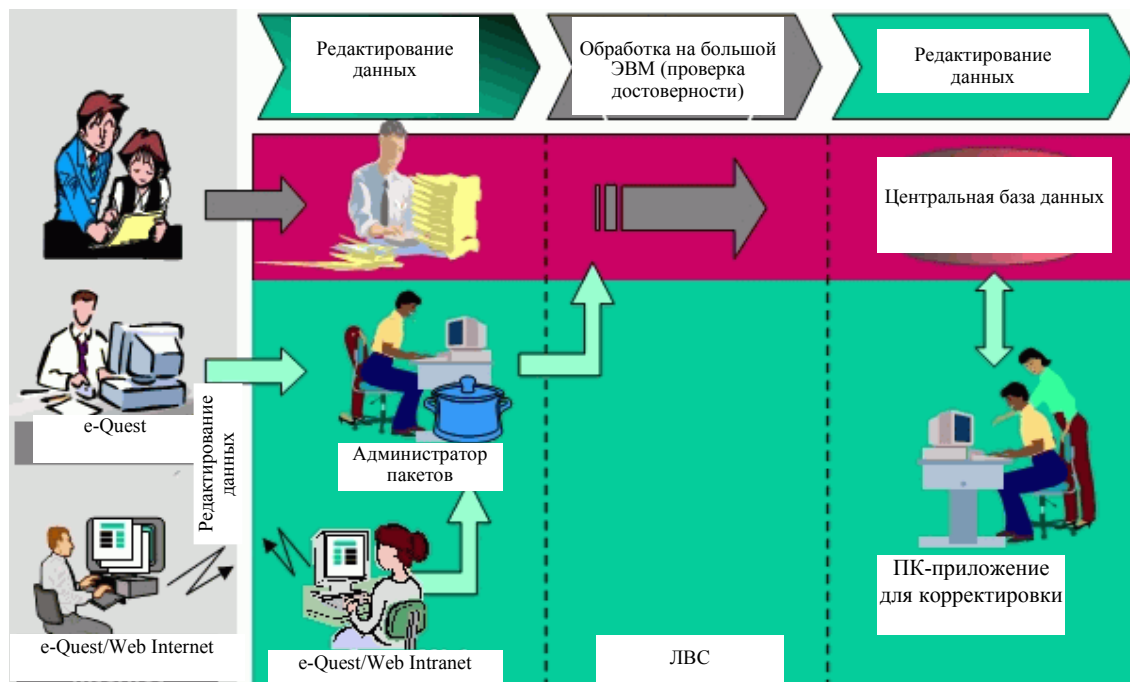 Редактирование
данных
Обработка на большой
ЭВМ (проверка
достоверности)
Редактирование
данных
Центральная база данных
e-Quest
Редактирование
данных
Администратор
пакетов
ПК-приложение
для корректировки
e-Quest/Web Internet
e-Quest/Web Intranet
ЛВС